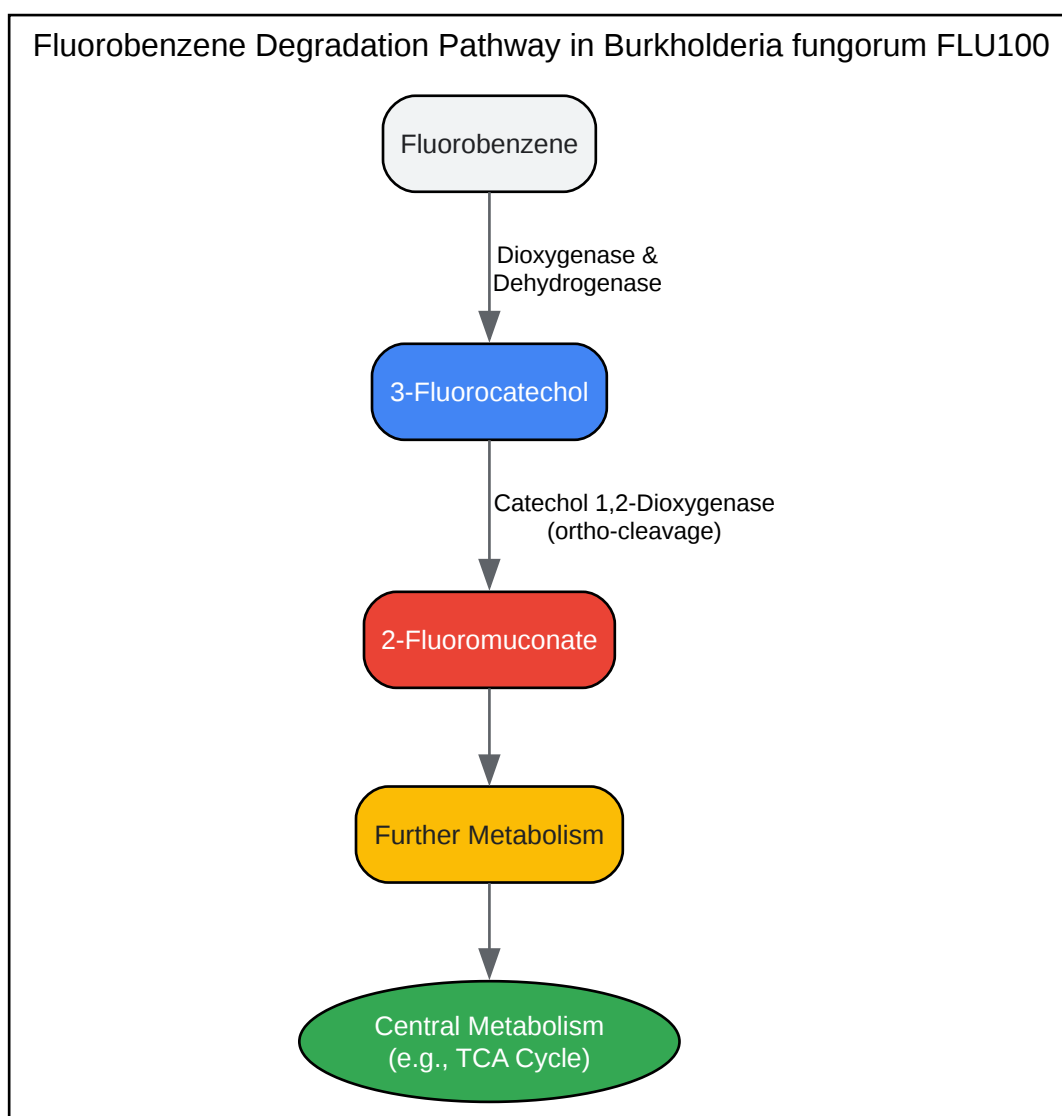 Fluorobenzene Degradation Pathway in Burkholderia fungorum FLU100
Fluorobenzene
Dioxygenase &
Dehydrogenase
3-Fluorocatechol
Catechol 1,2-Dioxygenase
(ortho-cleavage)
2-Fluoromuconate
Further Metabolism
Central Metabolism
(e.g., TCA Cycle)